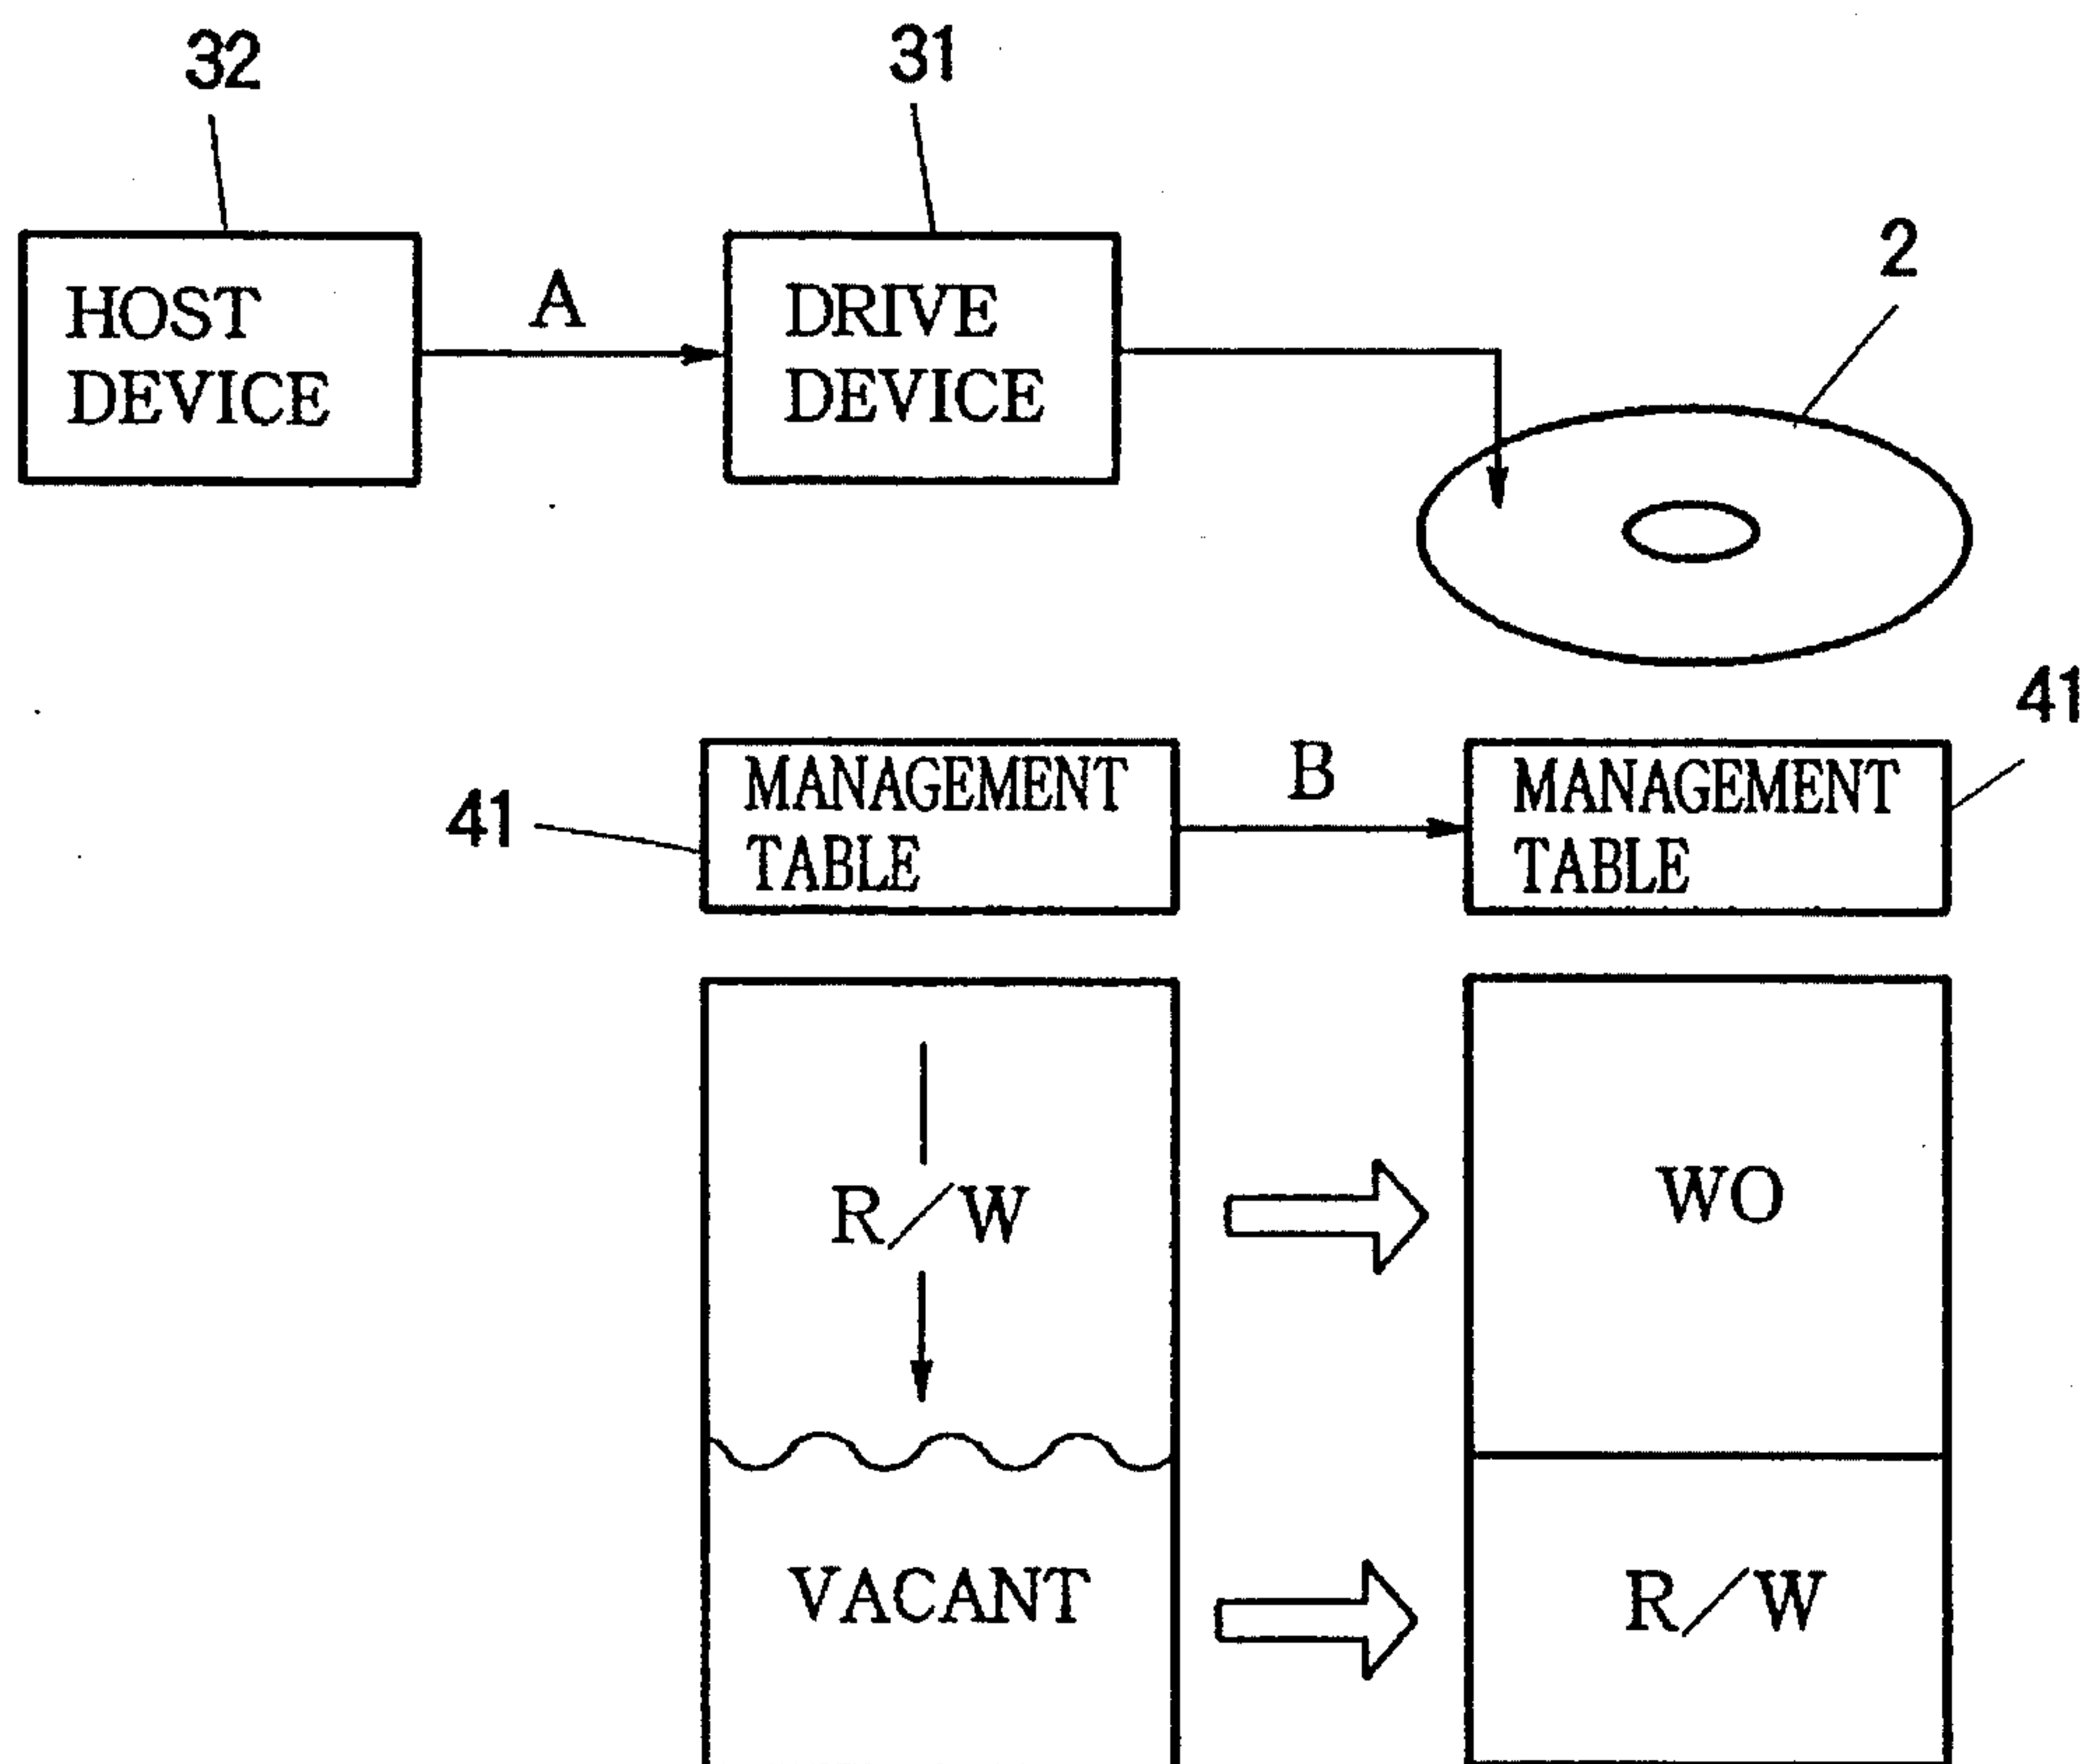 32
31
2
HOST
DEVICE
A
DRIVE
DEVICE
41
MANAGEMENT
TABLE
B
MANAGEMENT
TABLE
41
R/W
WO
VACANT
R/W